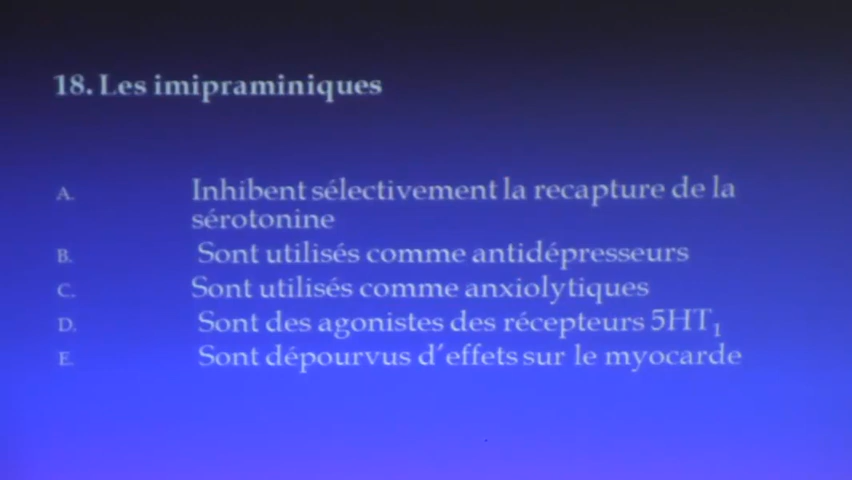 18. Les imipraminiques
A. Inhibent sélectivement la recapture de la
sérotonine
B. Sont utilisés comme antidépresseurs
C. Sont utilisés comme anxiolytiques
D. Sont des agonistes des récepteurs 5HT₁
E. Sont dépourvus d'effets sur le myocarde